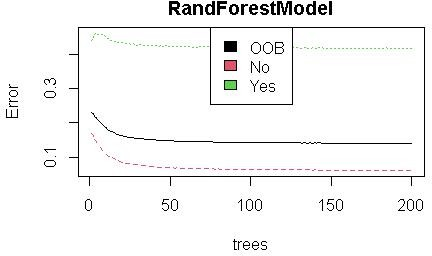 RandForestModel
OOB
No
Yes
Error
0.1
0.3
0
50
100
150
200
trees